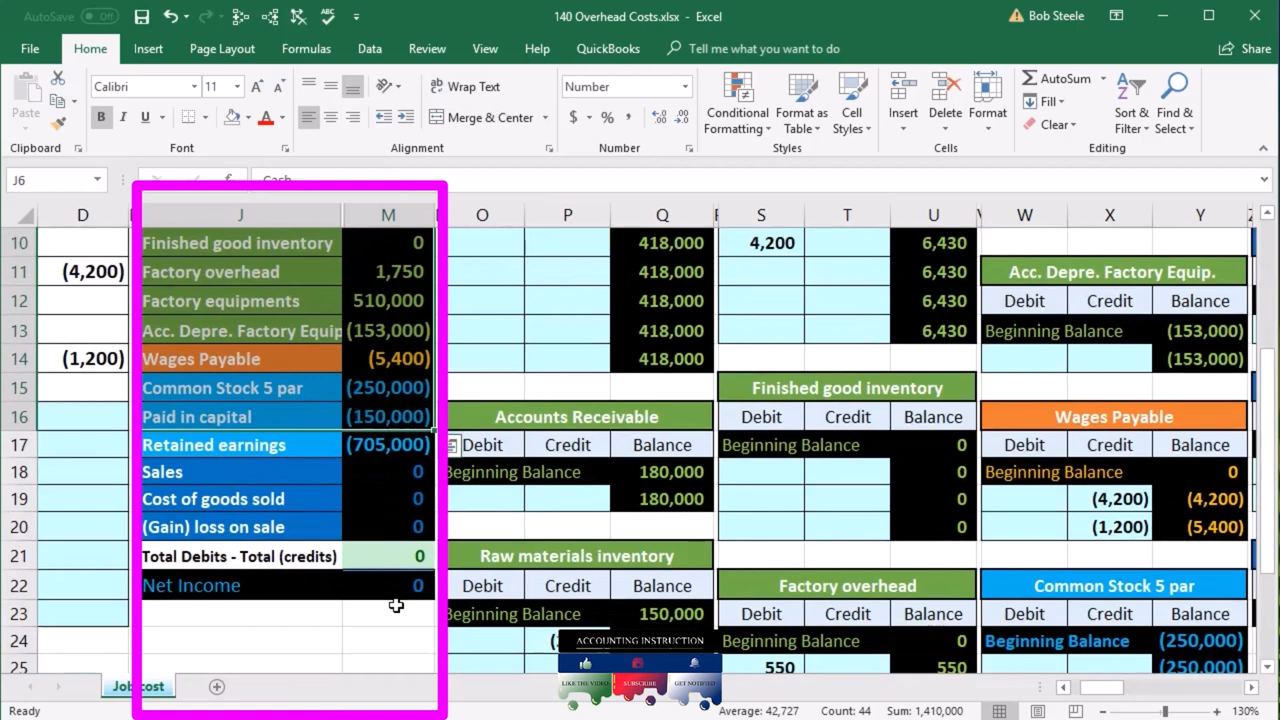 AutoSave Off
140 Overhead Costs.xlsx - Excel
Bob Steele
File Home Insert Page Layout Formulas Data Review View Help QuickBooks Tell me what you want to do Share
Paste
Calibri 11
B I U
A A
Wrap Text
Merge & Center
Number
$ % ,
Conditional Formatting
Format as Table
Cell Styles
Insert Delete Format
AutoSum
Fill
Clear
Sort & Filter
Find & Select
Clipboard Font Alignment Number Styles Cells Editing
J6
D J M O P Q S T U W X Y
10 Finished good inventory 0 418,000 4,200 6,430
11 (4,200) Factory overhead 1,750 418,000 6,430 Acc. Depre. Factory Equip.
12 Factory equipments 510,000 418,000 6,430 Debit Credit Balance
13 Acc. Depre. Factory Equip (153,000) 418,000 6,430 Beginning Balance (153,000)
14 (1,200) Wages Payable (5,400) 418,000 (153,000)
15 Common Stock 5 par (250,000) Finished good inventory
16 Paid in capital (150,000) Accounts Receivable Debit Credit Balance Wages Payable
17 Retained earnings (705,000) Debit Credit Balance Beginning Balance 0 Debit Credit Balance
18 Sales 0 Beginning Balance 180,000 0 Beginning Balance 0
19 Cost of goods sold 0 180,000 0 (4,200) (4,200)
20 (Gain) loss on sale 0 0 (1,200) (5,400)
21 Total Debits - Total (credits) 0 Raw materials inventory
22 Net Income 0 Debit Credit Balance Factory overhead Common Stock 5 par
23 Beginning Balance 150,000 Debit Credit Balance Debit Credit Balance
24 Beginning Balance 0 Beginning Balance (250,000)
25 550 550 (250,000)
ACCOUNTING INSTRUCTION
LIKE THE VIDEO SUBSCRIBE GET NOTIFIED
Job cost
Ready Average: 42,727 Count: 44 Sum: 1,410,000 130%